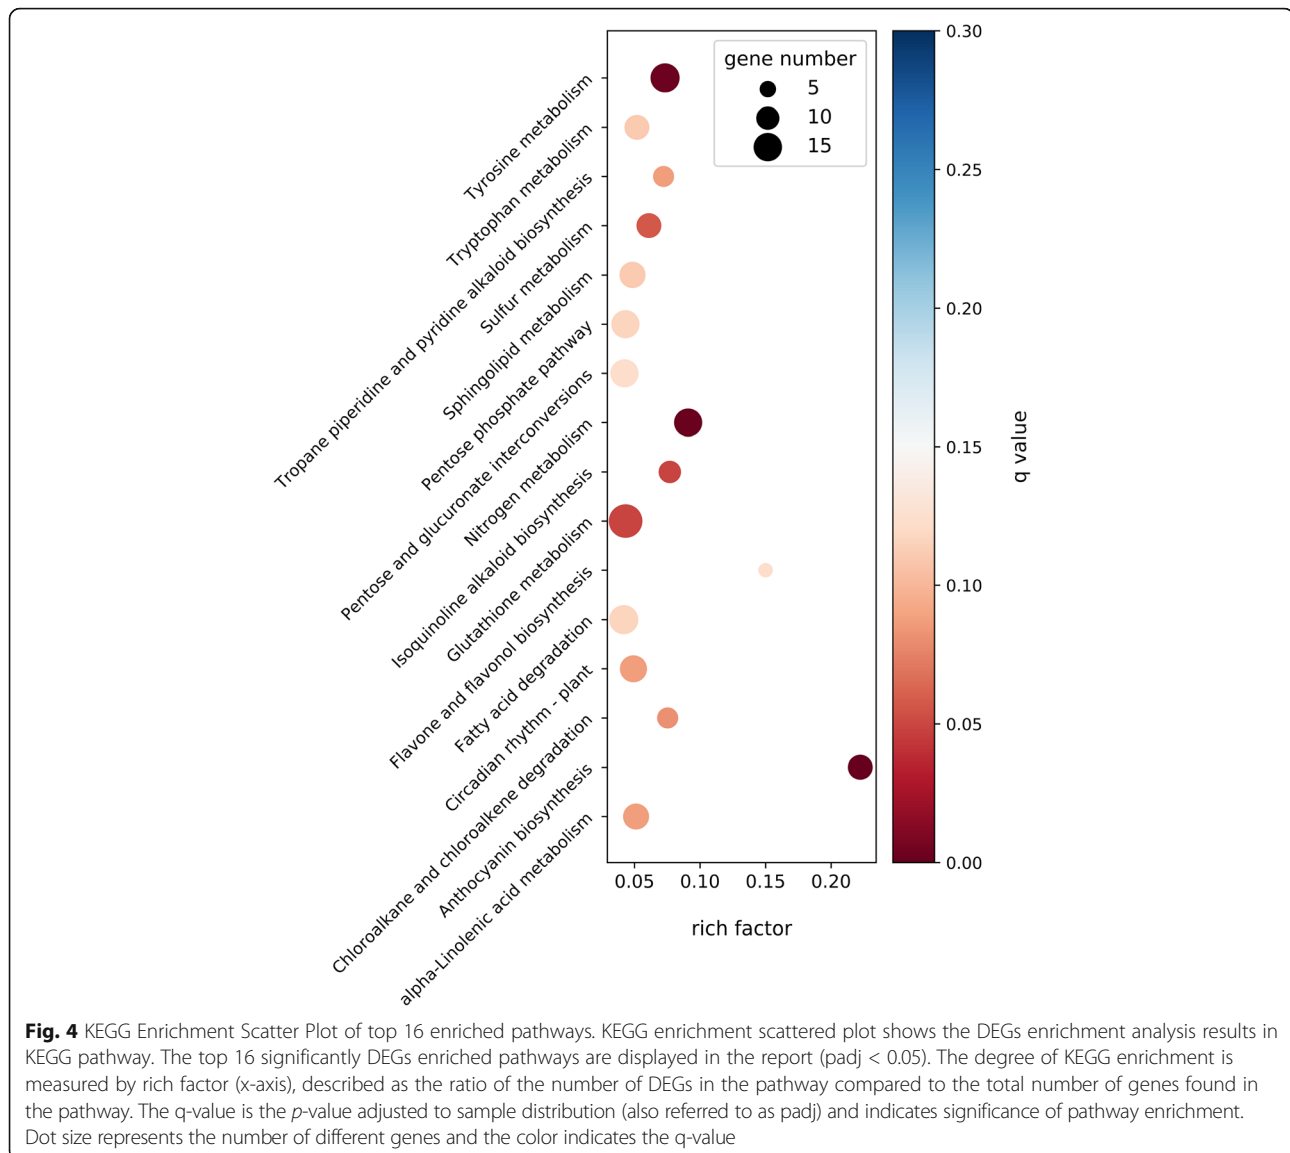 gene number
5
10
15
Tyrosine metabolism
Tryptophan metabolism
Tropane piperidine and pyridine alkaloid biosynthesis
Sulfur metabolism
Sphingolipid metabolism
Pentose phosphate pathway
Pentose and glucuronate interconversions
Nitrogen metabolism
Isoquinoline alkaloid biosynthesis
Glutathione metabolism
Flavone and flavonol biosynthesis
Fatty acid degradation
Circadian rhythm - plant
Chloroalkane and chloroalkene degradation
Anthocyanin biosynthesis
alpha-Linolenic acid metabolism
0.05 0.10 0.15 0.20
rich factor
0.30
0.25
0.20
0.15
0.10
0.05
0.00
q value
Fig. 4 KEGG Enrichment Scatter Plot of top 16 enriched pathways. KEGG enrichment scattered plot shows the DEGs enrichment analysis results in
KEGG pathway. The top 16 significantly DEGs enriched pathways are displayed in the report (padj < 0.05). The degree of KEGG enrichment is
measured by rich factor (x-axis), described as the ratio of the number of DEGs in the pathway compared to the total number of genes found in
the pathway. The q-value is the p-value adjusted to sample distribution (also referred to as padj) and indicates significance of pathway enrichment.
Dot size represents the number of different genes and the color indicates the q-value